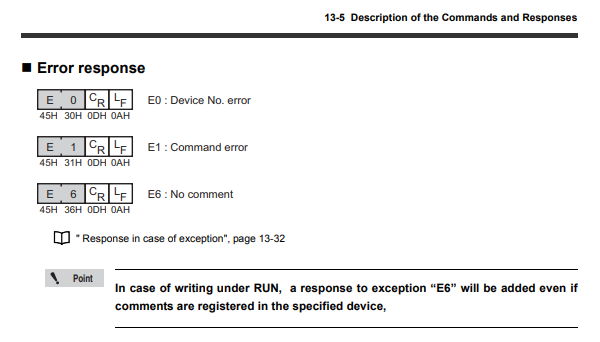 13-5 Description of the Commands and Responses
■ Error response
E 0 CR LF E0 : Device No. error
45H 30H 0DH 0AH
E 1 CR LF E1 : Command error
45H 31H 0DH 0AH
E 6 CR LF E6 : No comment
45H 36H 0DH 0AH
" Response in case of exception", page 13-32
Point
In case of writing under RUN, a response to exception “E6” will be added even if
comments are registered in the specified device,